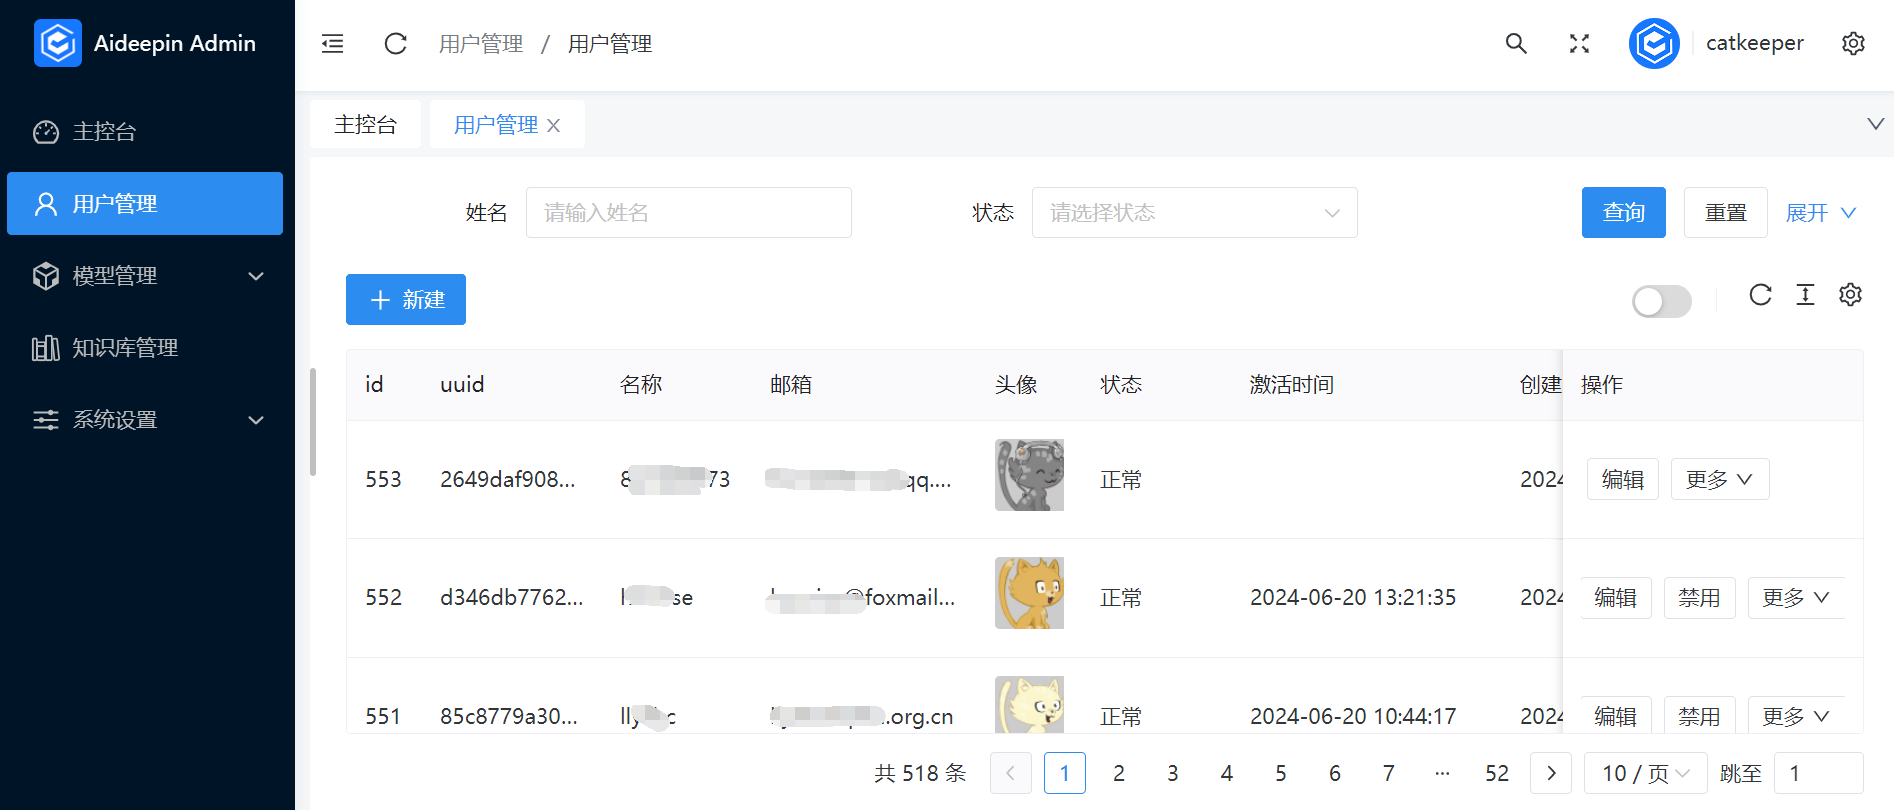 Aideepin Admin
用户管理 / 用户管理
catkeeper
主控台
用户管理
模型管理
知识库管理
系统设置
主控台
用户管理
姓名 请输入姓名 状态 请选择状态 查询 重置 展开
新建
id uuid 名称 邮箱 头像 状态 激活时间 创建 操作
553 2649daf908... 8 73 qq.... 正常 2024 编辑 更多
552 d346db7762... se @foxmail... 正常 2024-06-20 13:21:35 2024 编辑 禁用 更多
551 85c8779a30... lly c .org.cn 正常 2024-06-20 10:44:17 2024 编辑 禁用 更多
共 518 条 1 2 3 4 5 6 7 ··· 52 10 / 页 跳至 1